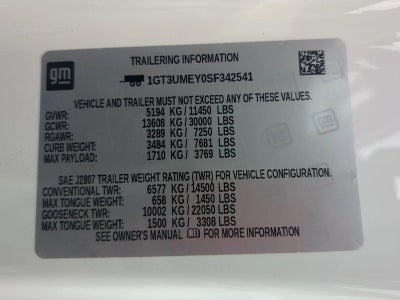 gm
TRAILERING INFORMATION
1GT3UMEY0SF342541
VEHICLE AND TRAILER MUST NOT EXCEED ANY OF THESE VALUES.
GVWR: 5194 KG / 11450 LBS
GCWR: 13608 KG / 30000 LBS
RGAWR: 3289 KG / 7250 LBS
CURB WEIGHT: 3484 KG / 7681 LBS
MAX PAYLOAD: 1710 KG / 3769 LBS
SAE J2807 TRAILER WEIGHT RATING (TWR) FOR VEHICLE CONFIGURATION.
CONVENTIONAL TWR: 6577 KG / 14500 LBS
MAX TONGUE WEIGHT: 658 KG / 1450 LBS
GOOSENECK TWR: 10002 KG / 22050 LBS
MAX TONGUE WEIGHT: 1500 KG / 3308 LBS
SEE OWNER'S MANUAL FOR MORE INFORMATION